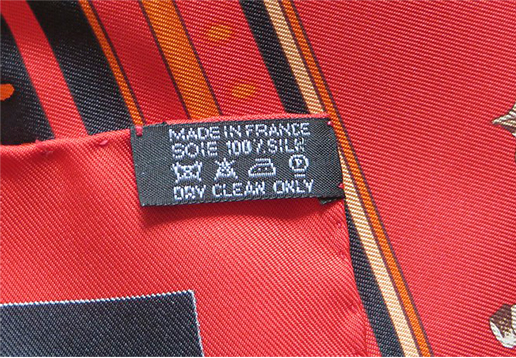 MADE IN FRANCE
SOIE 100% SILK
P
DRY CLEAN ONLY